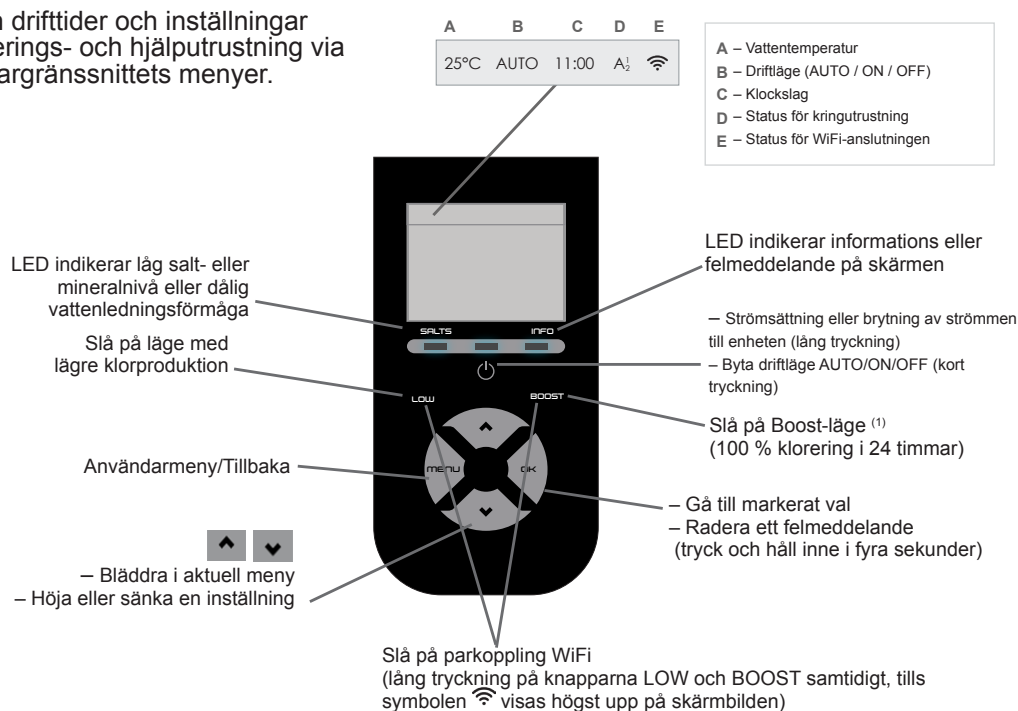 drifttider och inställningar
erings- och hjälputrustning via
argränssnittets menyer.
A B C D E
25°C AUTO 11:00 A½
A – Vattentemperatur
B – Driftläge (AUTO / ON / OFF)
C – Klockslag
D – Status för kringutrustning
E – Status för WiFi-anslutningen
LED indikerar låg salt- eller
mineralnivå eller dålig
vattenledningsförmåga
Slå på läge med
lägre klorproduktion
Användarmeny/Tillbaka
– Bläddra i aktuell meny
– Höja eller sänka en inställning
SALTS INFO
LOW BOOST
MENU OK
LED indikerar informations eller
felmeddelande på skärmen
– Strömsättning eller brytning av strömmen
till enheten (lång tryckning)
– Byta driftläge AUTO/ON/OFF (kort
tryckning)
Slå på Boost-läge (1)
(100 % klorering i 24 timmar)
– Gå till markerat val
– Radera ett felmeddelande
(tryck och håll inne i fyra sekunder)
Slå på parkoppling WiFi
(lång tryckning på knapparna LOW och BOOST samtidigt, tills
symbolen visas högst upp på skärmbilden)